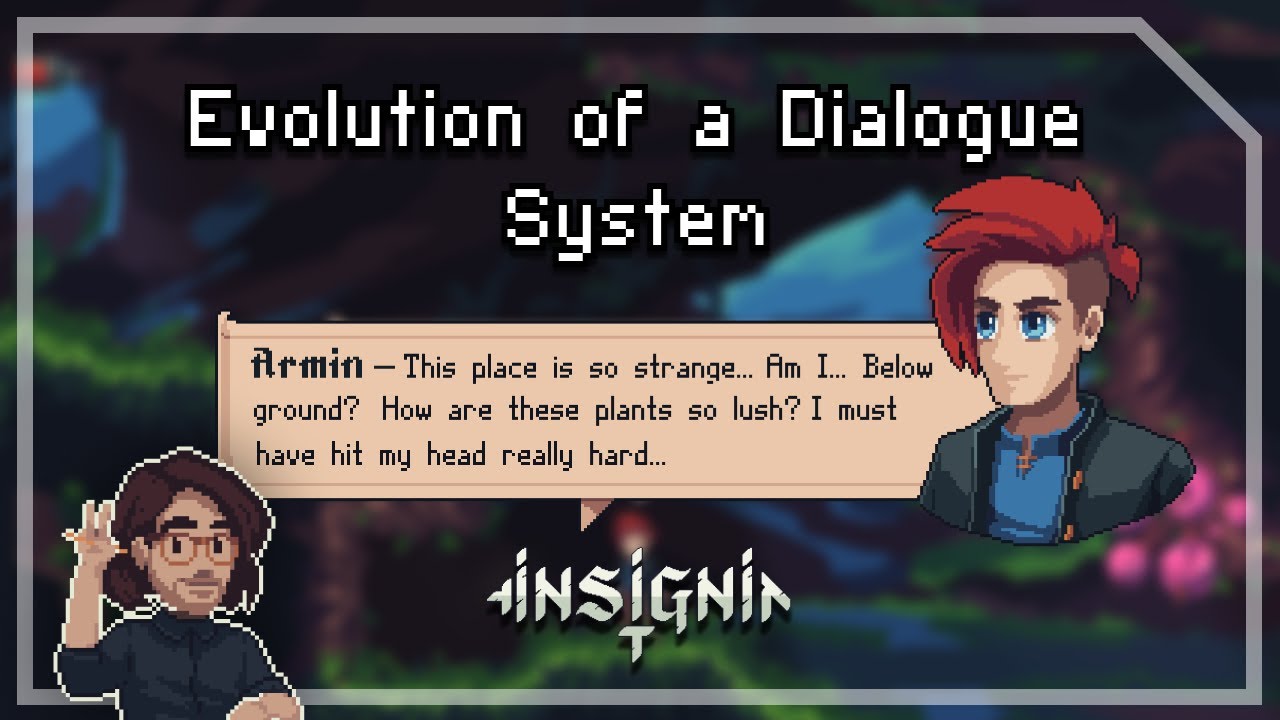 Evolution of a Dialogue
System
Armin – This place is so strange... Am I... Below
ground? How are these plants so lush? I must
have hit my head really hard...
INSIGNIA